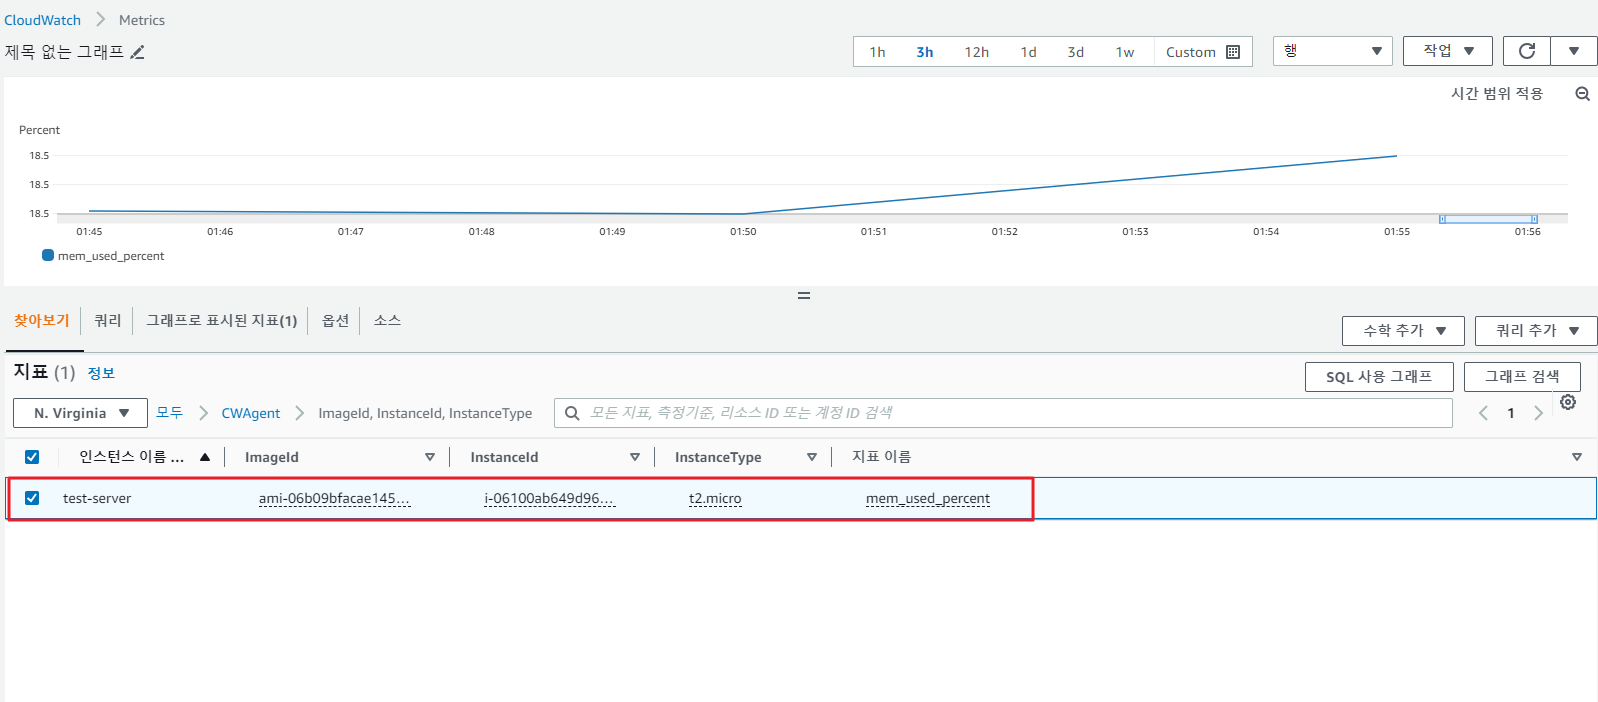 CloudWatch > Metrics
제목 없는 그래프
1h 3h 12h 1d 3d 1w Custom 행 작업
시간 범위 적용
Percent
18.5
18.5
18.5
01:45 01:46 01:47 01:48 01:49 01:50 01:51 01:52 01:53 01:54 01:55 01:56
mem_used_percent
찾아보기 쿼리 그래프로 표시된 지표(1) 옵션 소스
수학 추가 쿼리 추가
지표 (1) 정보
SQL 사용 그래프 그래프 검색
N. Virginia 모두 > CWAgent > ImageId, InstanceId, InstanceType 모든 지표, 측정기준, 리소스 ID 또는 계정 ID 검색 < 1 >
인스턴스 이름 ... ImageId InstanceId InstanceType 지표 이름
test-server ami-06b09bfacae145... i-06100ab649d96... t2.micro mem_used_percent